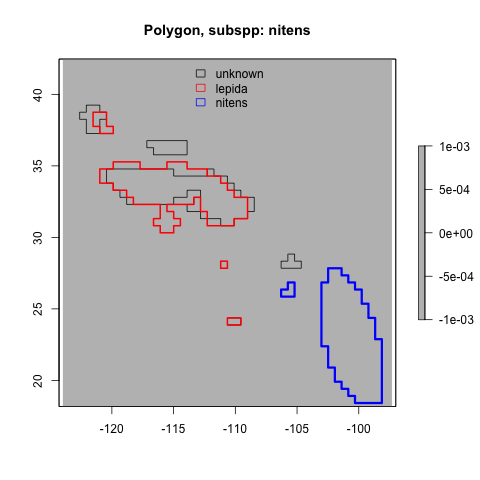 Polygon, subspp: nitens
unknown
lepida
nitens
40
35
30
25
20
-120
-115
-110
-105
-100
1e-03
5e-04
0e+00
-5e-04
-1e-03